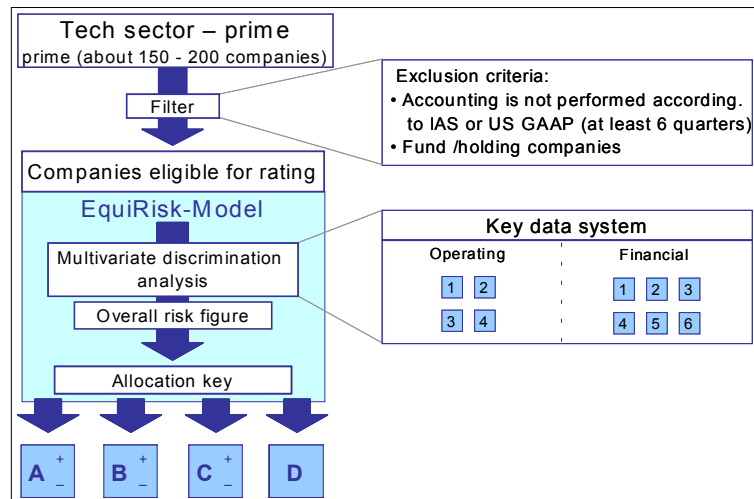 Tech sector – prime
prime (about 150 - 200 companies)
Filter
Exclusion criteria:
• Accounting is not performed according.
to IAS or US GAAP (at least 6 quarters)
• Fund /holding companies
Companies eligible for rating
EquiRisk-Model
Multivariate discrimination
analysis
Overall risk figure
Allocation key
Key data system
Operating Financial
1 2 1 2 3
3 4 4 5 6
A + – B + – C + – D